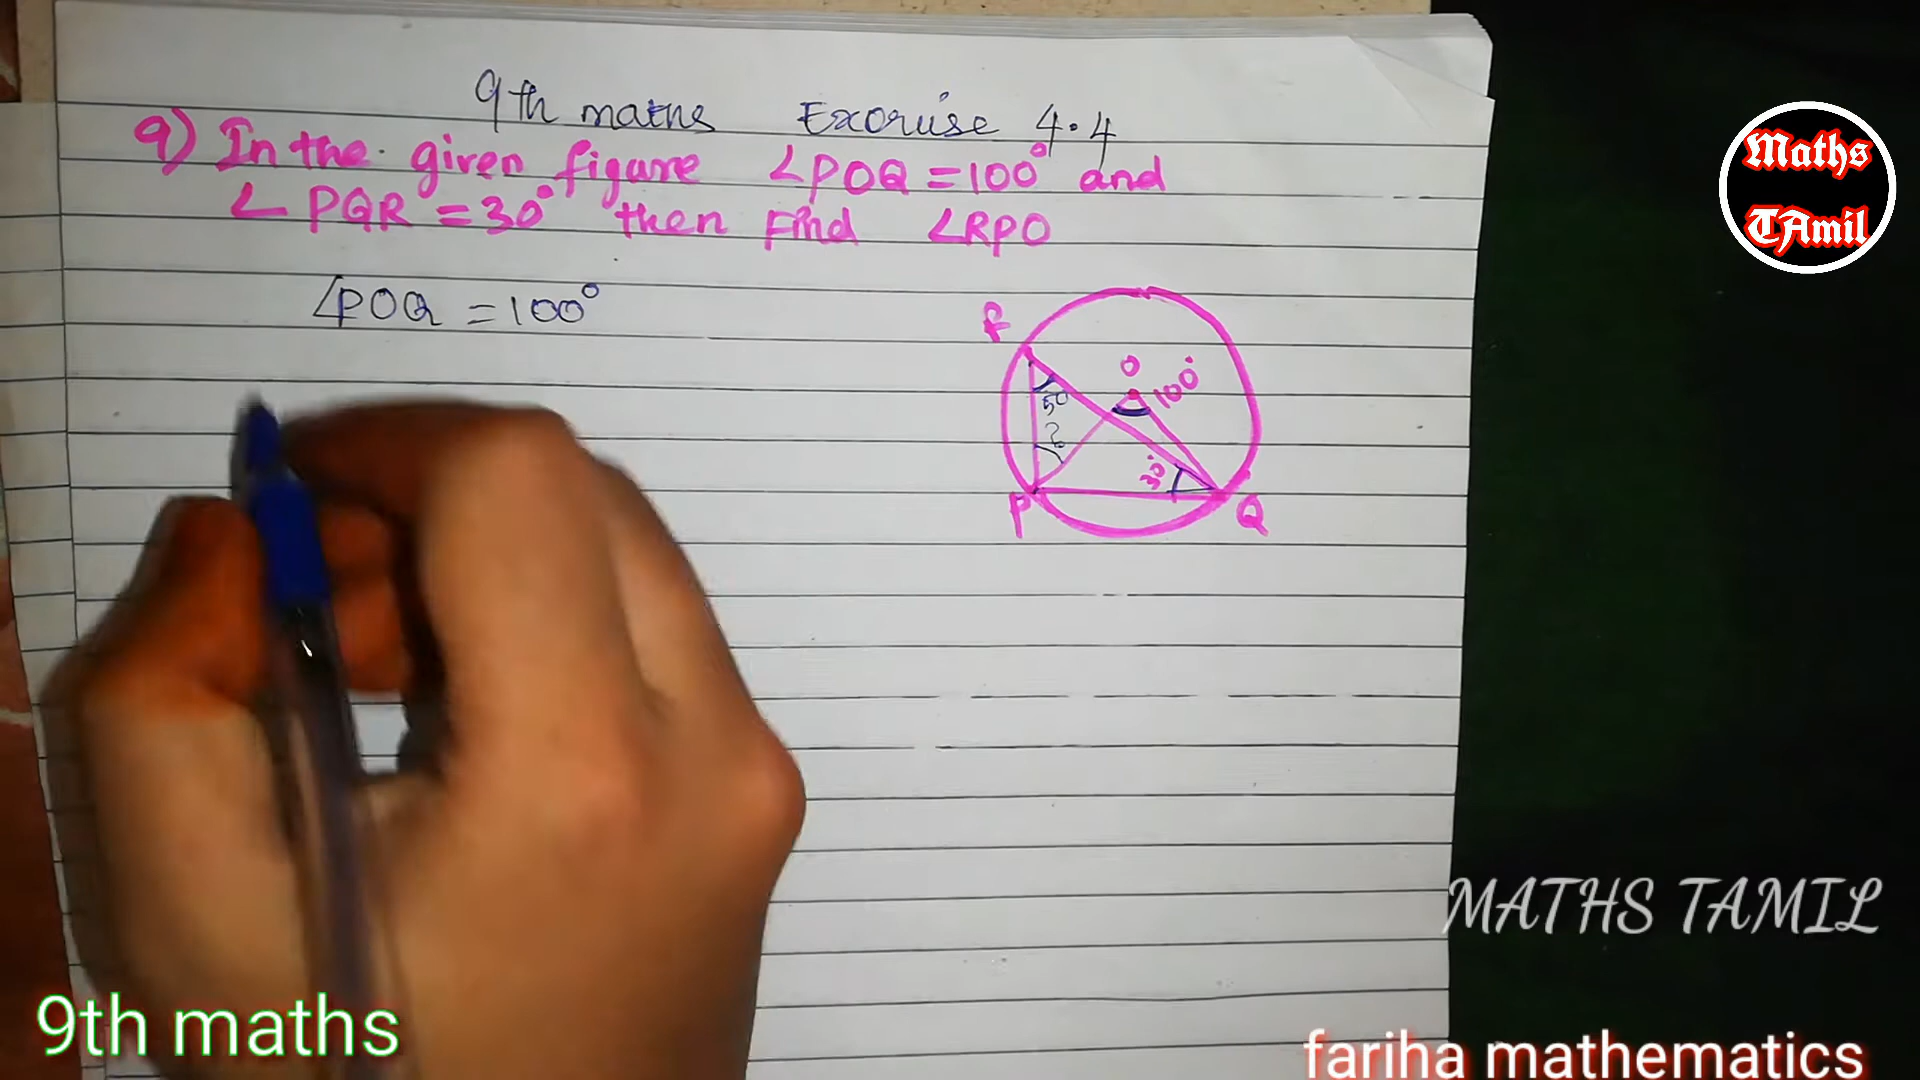 9th maths Exercise 4.4
9) In the given figure ∠POQ = 100° and
∠PQR = 30° then Find ∠RPO
∠POQ = 100°
R
O
100°
50
?
30°
P
Q
Maths
TAmil
MATHS TAMIL
9th maths
fariha mathematics